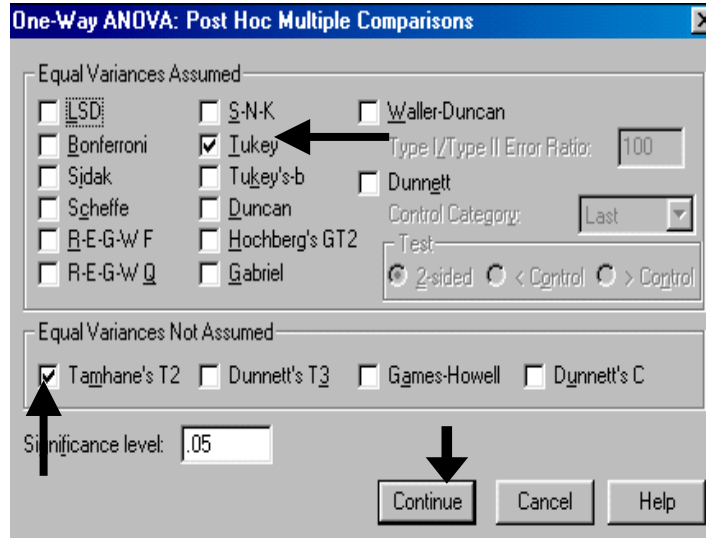 One-Way ANOVA: Post Hoc Multiple Comparisons
Equal Variances Assumed
LSD S-N-K Waller-Duncan
Bonferroni Tukey Type I/Type II Error Ratio: 100
Sidak Tukey's-b Dunnett
Scheffe Duncan Control Category: Last
R-E-G-W F Hochberg's GT2 Test
R-E-G-W Q Gabriel 2-sided < Control > Control
Equal Variances Not Assumed
Tamhane's T2 Dunnett's T3 Games-Howell Dunnett's C
Significance level: .05
Continue Cancel Help